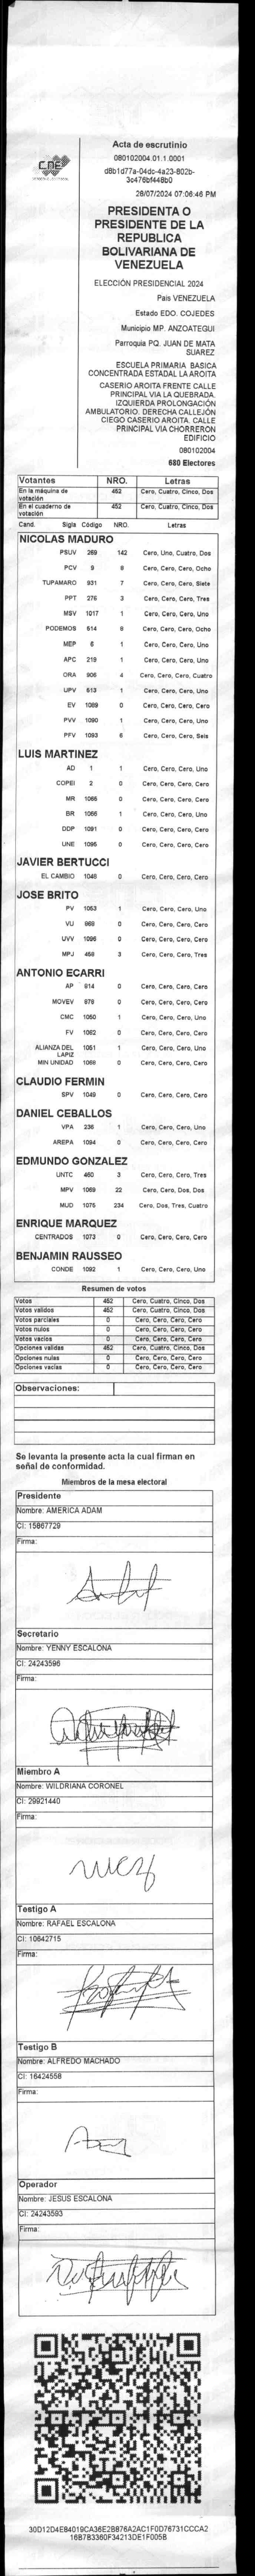 CNE
Acta de escrutinio
080102004.01.1.0001
d8b1d77a-04dc-4a23-802b-
3c476bf448b0
28/07/2024 07:06:46 PM
PRESIDENTA O
PRESIDENTE DE LA
REPUBLICA
BOLIVARIANA DE
VENEZUELA
ELECCIÓN PRESIDENCIAL 2024
Pais VENEZUELA
Estado EDO. COJEDES
Municipio MP. ANZOATEGUI
Parroquia PQ. JUAN DE MATA
SUAREZ
ESCUELA PRIMARIA BASICA
CONCENTRADA ESTADAL LA AROITA
CASERIO AROITA FRENTE CALLE
PRINCIPAL VIA LA QUEBRADA.
IZQUIERDA PROLONGACIÓN
AMBULATORIO. DERECHA CALLEJÓN
CIEGO CASERIO AROITA. CALLE
PRINCIPAL VIA CHORRERON
EDIFICIO
080102004
680 Electores
Votantes NRO. Letras
En la máquina de votación 452 Cero, Cuatro, Cinco, Dos
En el cuaderno de votación 452 Cero, Cuatro, Cinco, Dos
Cand. Sigla Código NRO. Letras
NICOLAS MADURO
PSUV 269 142 Cero, Uno, Cuatro, Dos
PCV 9 8 Cero, Cero, Cero, Ocho
TUPAMARO 931 7 Cero, Cero, Cero, Siete
PPT 276 3 Cero, Cero, Cero, Tres
MSV 1017 1 Cero, Cero, Cero, Uno
PODEMOS 514 8 Cero, Cero, Cero, Ocho
MEP 6 1 Cero, Cero, Cero, Uno
APC 219 1 Cero, Cero, Cero, Uno
ORA 906 4 Cero, Cero, Cero, Cuatro
UPV 513 1 Cero, Cero, Cero, Uno
EV 1089 0 Cero, Cero, Cero, Cero
PVV 1090 1 Cero, Cero, Cero, Uno
PFV 1093 6 Cero, Cero, Cero, Seis
LUIS MARTINEZ
AD 1 1 Cero, Cero, Cero, Uno
COPEI 2 0 Cero, Cero, Cero, Cero
MR 1066 0 Cero, Cero, Cero, Cero
BR 1068 1 Cero, Cero, Cero, Uno
DDP 1091 0 Cero, Cero, Cero, Cero
UNE 1095 0 Cero, Cero, Cero, Cero
JAVIER BERTUCCI
EL CAMBIO 1048 0 Cero, Cero, Cero, Cero
JOSE BRITO
PV 1053 1 Cero, Cero, Cero, Uno
VU 969 0 Cero, Cero, Cero, Cero
UVV 1096 0 Cero, Cero, Cero, Cero
MPJ 459 3 Cero, Cero, Cero, Tres
ANTONIO ECARRI
AP 914 0 Cero, Cero, Cero, Cero
MOVEV 979 0 Cero, Cero, Cero, Cero
CMC 1050 1 Cero, Cero, Cero, Uno
FV 1062 0 Cero, Cero, Cero, Cero
ALIANZA DEL LAPIZ 1051 1 Cero, Cero, Cero, Uno
MIN UNIDAD 1068 0 Cero, Cero, Cero, Cero
CLAUDIO FERMIN
SPV 1049 0 Cero, Cero, Cero, Cero
DANIEL CEBALLOS
VPA 236 1 Cero, Cero, Cero, Uno
AREPA 1094 0 Cero, Cero, Cero, Cero
EDMUNDO GONZALEZ
UNTC 460 3 Cero, Cero, Cero, Tres
MPV 1069 22 Cero, Cero, Dos, Dos
MUD 1075 234 Cero, Dos, Tres, Cuatro
ENRIQUE MARQUEZ
CENTRADOS 1073 0 Cero, Cero, Cero, Cero
BENJAMIN RAUSSEO
CONDE 1092 1 Cero, Cero, Cero, Uno
Resumen de votos
Votos 452 Cero, Cuatro, Cinco, Dos
Votos validos 452 Cero, Cuatro, Cinco, Dos
Votos parciales 0 Cero, Cero, Cero, Cero
Votos nulos 0 Cero, Cero, Cero, Cero
Votos vacios 0 Cero, Cero, Cero, Cero
Opciones validas 452 Cero, Cuatro, Cinco, Dos
Opciones nulas 0 Cero, Cero, Cero, Cero
Opciones vacias 0 Cero, Cero, Cero, Cero
Observaciones:
Se levanta la presente acta la cual firman en
señal de conformidad.
Miembros de la mesa electoral
Presidente
Nombre: AMERICA ADAM
CI: 15867729
Firma:
Secretario
Nombre: YENNY ESCALONA
CI: 24243596
Firma:
Miembro A
Nombre: WILDRIANA CORONEL
CI: 29921440
Firma:
Testigo A
Nombre: RAFAEL ESCALONA
CI: 10642715
Firma:
Testigo B
Nombre: ALFREDO MACHADO
CI: 16424558
Firma:
Operador
Nombre: JESUS ESCALONA
CI: 24243593
Firma:
30D12D4E84019CA36E2B876A2AC1F0D76731CCCA2
16B7B3360F34213DE1F005B